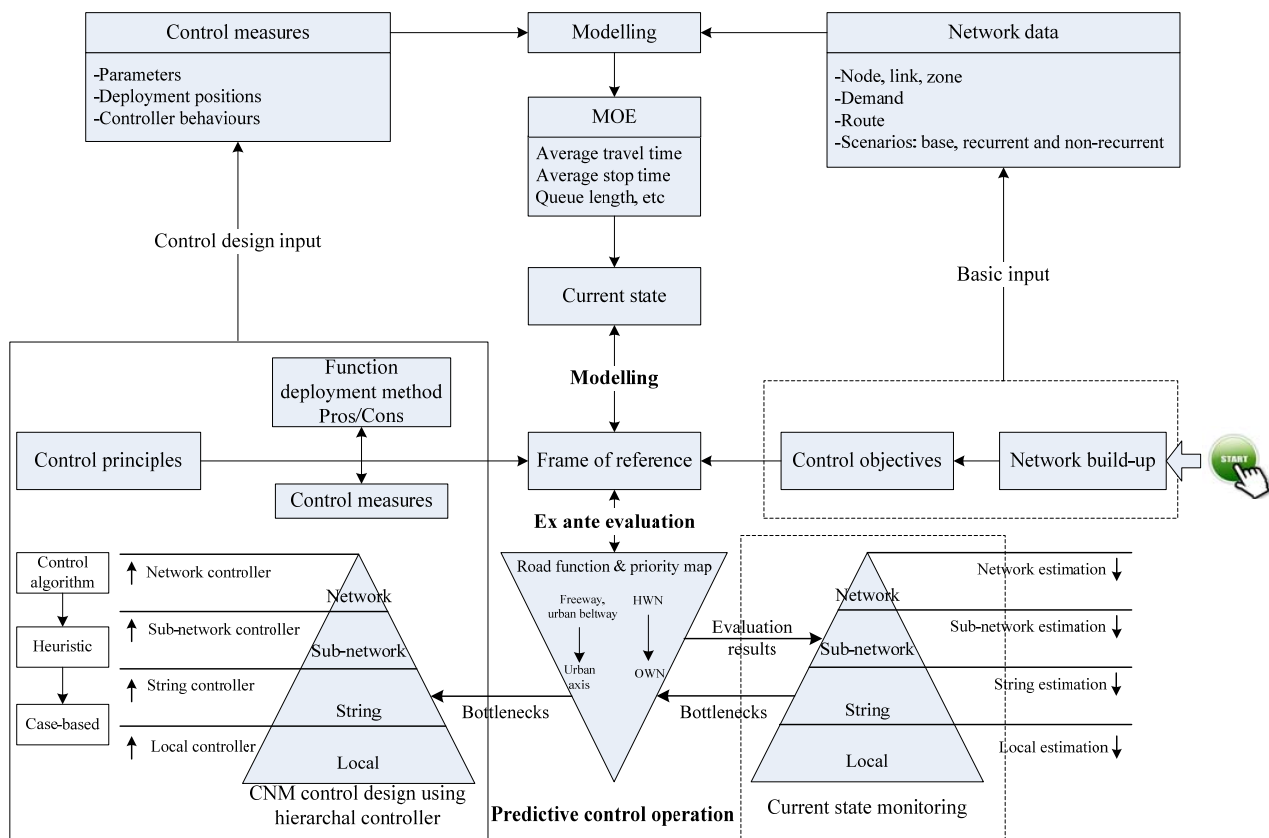 Control measures
-Parameters
-Deployment positions
-Controller behaviours
Modelling
Network data
-Node, link, zone
-Demand
-Route
-Scenarios: base, recurrent and non-recurrent
MOE
Average travel time
Average stop time
Queue length, etc
Control design input
Basic input
Current state
Modelling
Function
deployment method
Pros/Cons
Control principles
Control measures
Frame of reference
Control objectives
Network build-up
START
Ex ante evaluation
Control
algorithm
Heuristic
Case-based
Network controller
Sub-network controller
String controller
Local controller
Network
Sub-network
String
Local
CNM control design using
hierarchal controller
Bottlenecks
Road function & priority map
Freeway,
urban beltway
Urban
axis
HWN
OWN
Predictive control operation
Evaluation
results
Bottlenecks
Network
Sub-network
String
Local
Network estimation
Sub-network estimation
String estimation
Local estimation
Current state monitoring